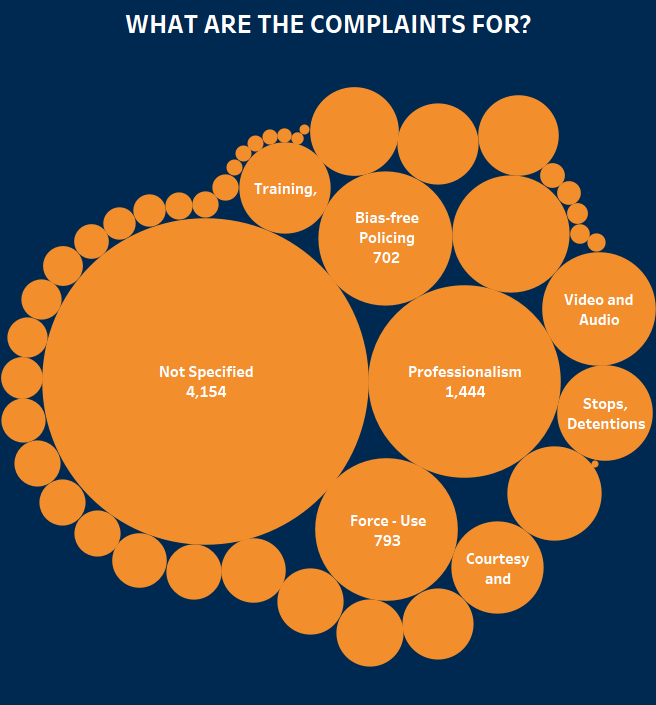 WHAT ARE THE COMPLAINTS FOR?
Training,
Bias-free
Policing
702
Video and
Audio
Not Specified
4,154
Professionalism
1,444
Stops,
Detentions
Force - Use
793
Courtesy
and